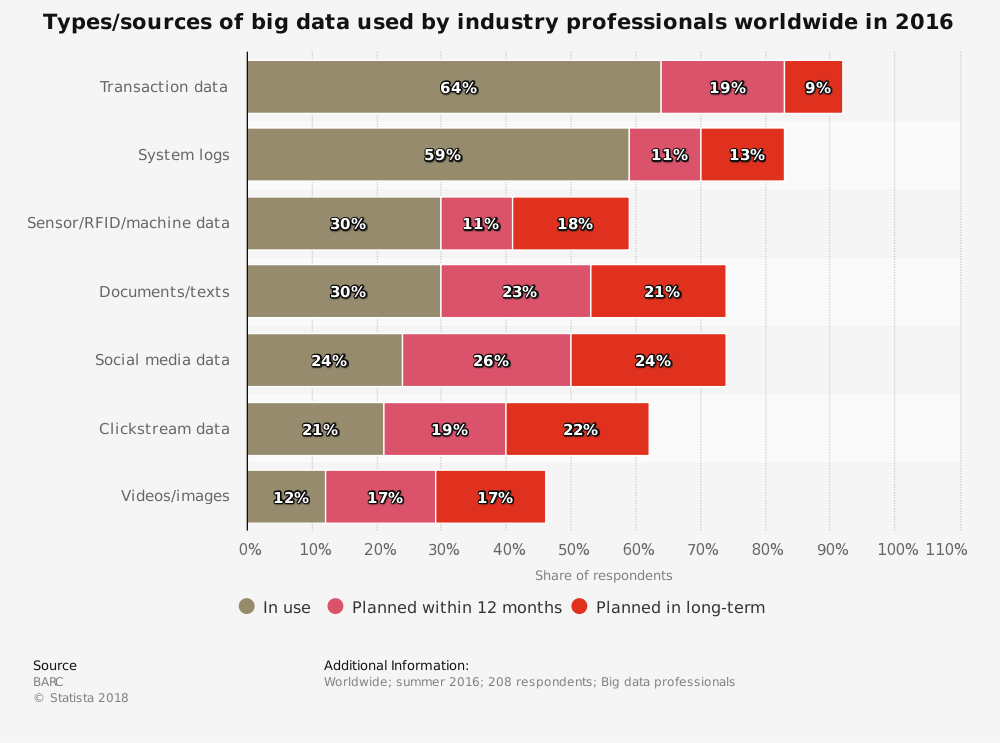 Types/sources of big data used by industry professionals worldwide in 2016
Transaction data 64% 19% 9%
System logs 59% 11% 13%
Sensor/RFID/machine data 30% 11% 18%
Documents/texts 30% 23% 21%
Social media data 24% 26% 24%
Clickstream data 21% 19% 22%
Videos/images 12% 17% 17%
0% 10% 20% 30% 40% 50% 60% 70% 80% 90% 100% 110%
Share of respondents
In use Planned within 12 months Planned in long-term
Source
BARC
© Statista 2018
Additional Information:
Worldwide; summer 2016; 208 respondents; Big data professionals